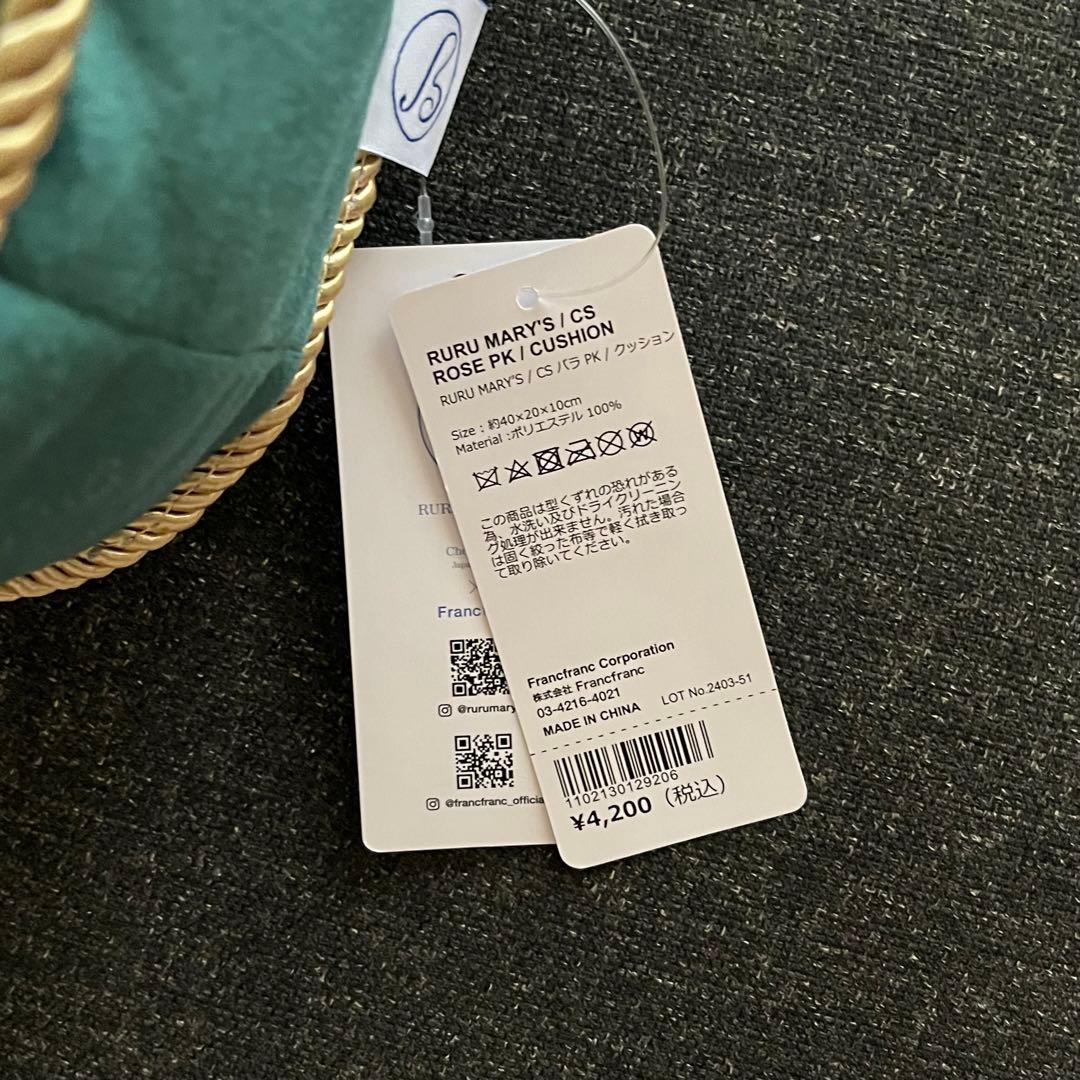 RURU MARY'S / CS
ROSE PK / CUSHION
RURU MARY'S / CS バラ PK / クッション
Size : 約40×20×10cm
Material :ポリエステル 100%
この商品は型くずれの恐れがある
為、水洗い及びドライクリーニン
グ処理が出来ません。汚れた場合
は固く絞った布等で軽く拭き取っ
て取り除いてください。
Francfranc Corporation
株式会社 Francfranc
03-4216-4021
MADE IN CHINA LOT No.2403-51
1102130129206
¥4,200（税込）
RUR
Franc
@rurumary
@francfranc_officia